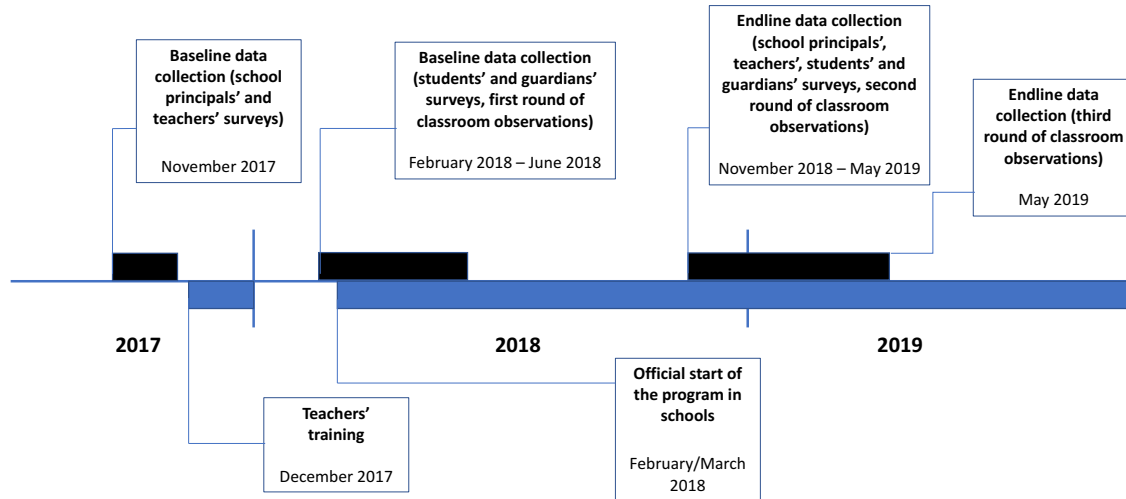 Baseline data
collection (school
principals’ and
teachers’ surveys)
November 2017
Baseline data collection
(students’ and guardians’
surveys, first round of
classroom observations)
February 2018 – June 2018
Endline data collection
(school principals’,
teachers’, students’ and
guardians’ surveys, second
round of classroom
observations)
November 2018 – May 2019
Endline data
collection (third
round of classroom
observations)
May 2019
2017
2018
2019
Teachers’
training
December 2017
Official start of
the program in
schools
February/March
2018